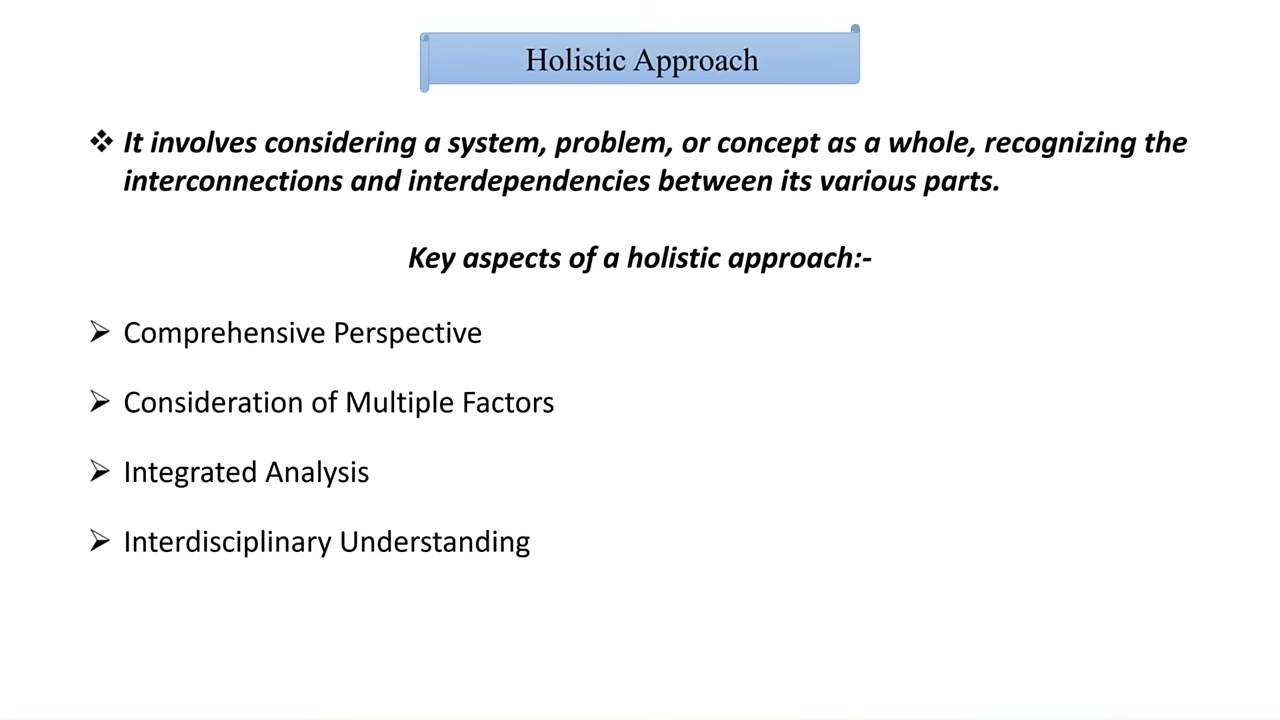 Holistic Approach
❖ It involves considering a system, problem, or concept as a whole, recognizing the
interconnections and interdependencies between its various parts.
Key aspects of a holistic approach:-
➢ Comprehensive Perspective
➢ Consideration of Multiple Factors
➢ Integrated Analysis
➢ Interdisciplinary Understanding